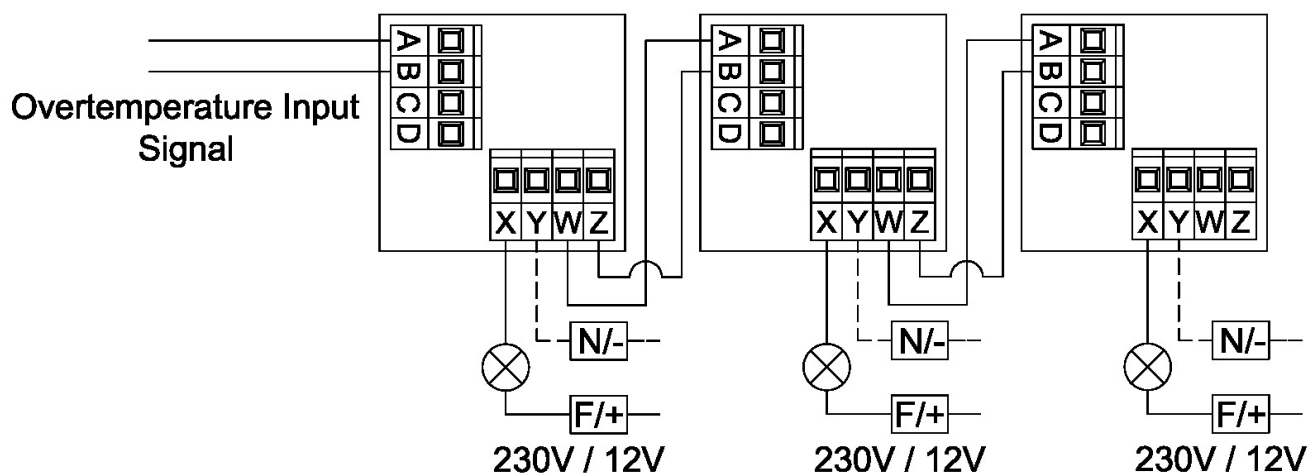 A
B
C
D
A
B
C
D
A
B
C
D
Overtemperature Input
Signal
X Y W Z
X Y W Z
X Y W Z
N/-
N/-
N/-
F/+
F/+
F/+
230V / 12V
230V / 12V
230V / 12V